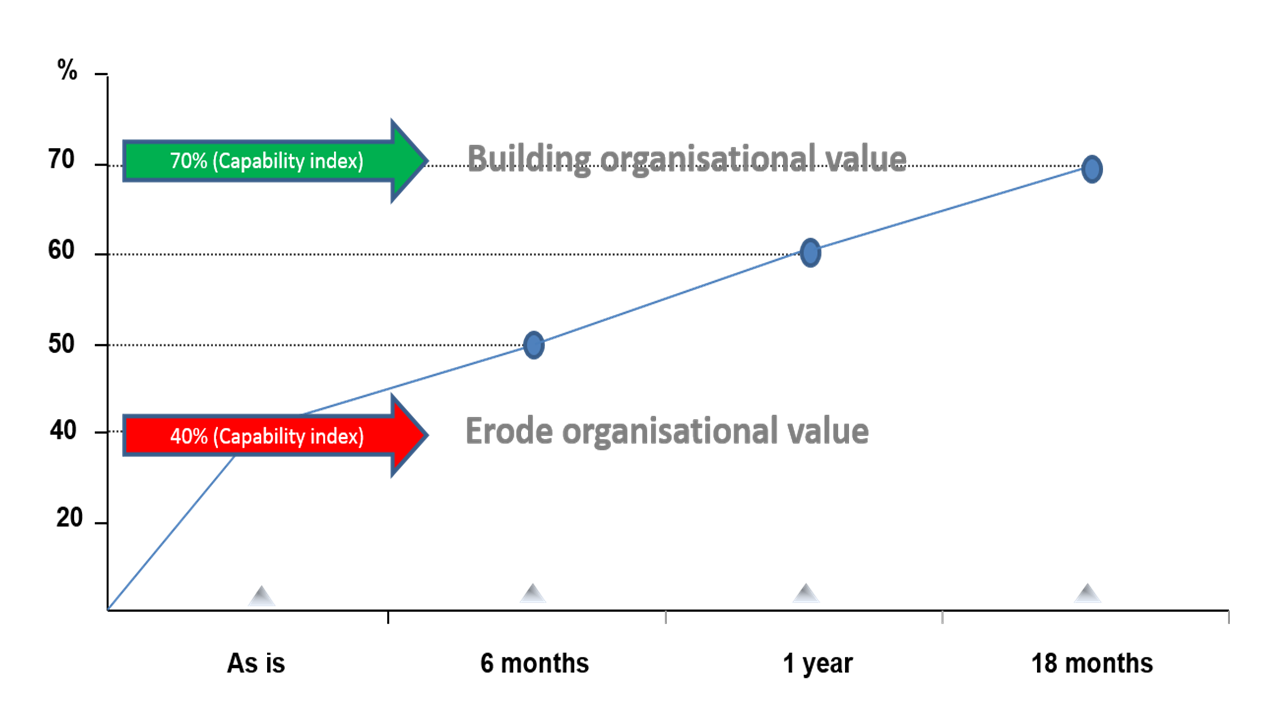 %
70
70% (Capability index)
Building organisational value
60
50
40
40% (Capability index)
Erode organisational value
20
As is
6 months
1 year
18 months